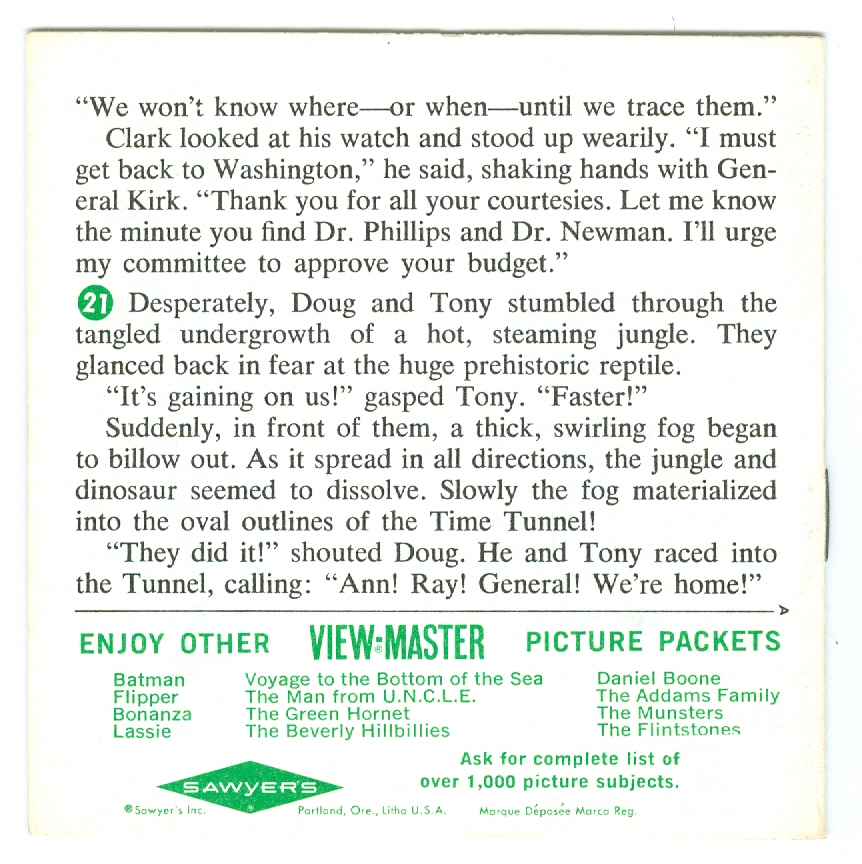 “We won’t know where—or when—until we trace them.”
Clark looked at his watch and stood up wearily. “I must
get back to Washington,” he said, shaking hands with Gen-
eral Kirk. “Thank you for all your courtesies. Let me know
the minute you find Dr. Phillips and Dr. Newman. I’ll urge
my committee to approve your budget.”
21 Desperately, Doug and Tony stumbled through the
tangled undergrowth of a hot, steaming jungle. They
glanced back in fear at the huge prehistoric reptile.
“It’s gaining on us!” gasped Tony. “Faster!”
Suddenly, in front of them, a thick, swirling fog began
to billow out. As it spread in all directions, the jungle and
dinosaur seemed to dissolve. Slowly the fog materialized
into the oval outlines of the Time Tunnel!
“They did it!” shouted Doug. He and Tony raced into
the Tunnel, calling: “Ann! Ray! General! We’re home!”
A
ENJOY OTHER VIEW-MASTER® PICTURE PACKETS
Batman Voyage to the Bottom of the Sea Daniel Boone
Flipper The Man from U.N.C.L.E. The Addams Family
Bonanza The Green Hornet The Munsters
Lassie The Beverly Hillbillies The Flintstones
Ask for complete list of
over 1,000 picture subjects.
SAWYER'S ®
®Sawyer's Inc. Portland, Ore., Litho U.S.A. Marque Déposée Marca Reg.